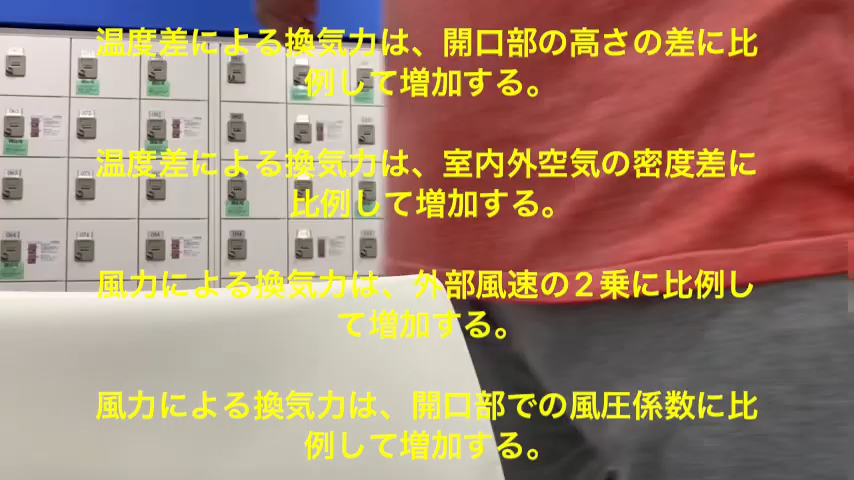 温度差による換気力は、開口部の高さの差に比
例して増加する。
温度差による換気力は、室内外空気の密度差に
比例して増加する。
風力による換気力は、外部風速の２乗に比例し
て増加する。
風力による換気力は、開口部での風圧係数に比
例して増加する。